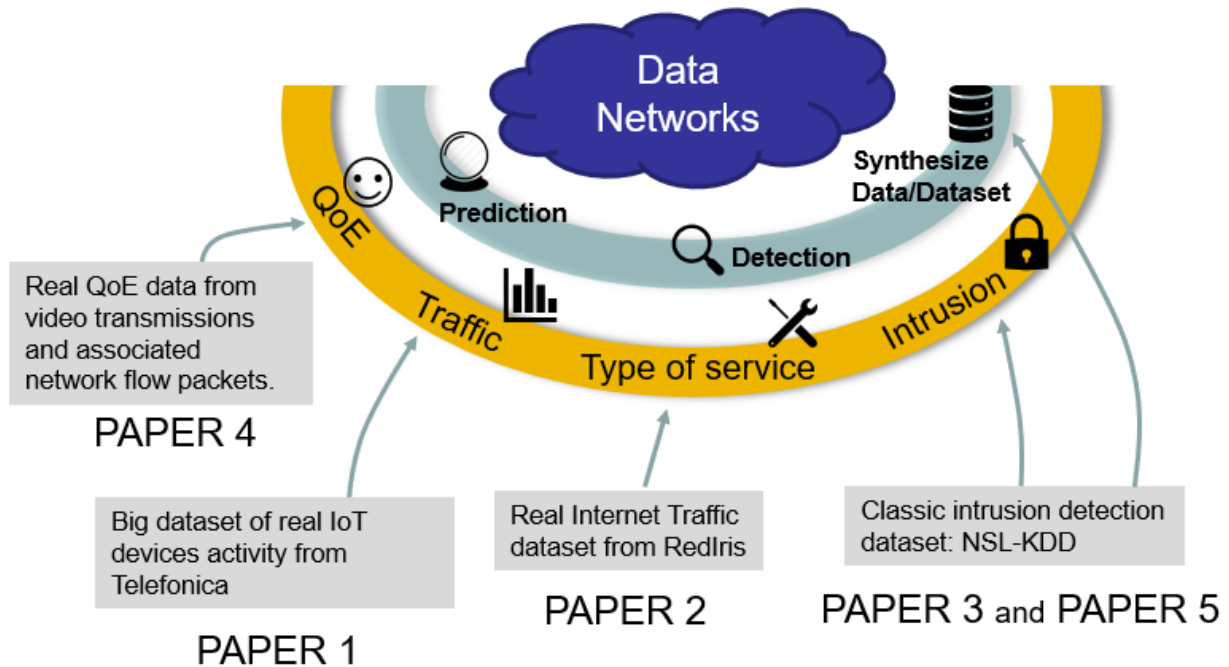 Data
Networks
Synthesize
Data/Dataset
Prediction
Detection
QoE
Traffic
Type of service
Intrusion
Real QoE data from
video transmissions
and associated
network flow packets.
PAPER 4
Big dataset of real IoT
devices activity from
Telefonica
PAPER 1
Real Internet Traffic
dataset from RedIris
PAPER 2
Classic intrusion detection
dataset: NSL-KDD
PAPER 3 and PAPER 5